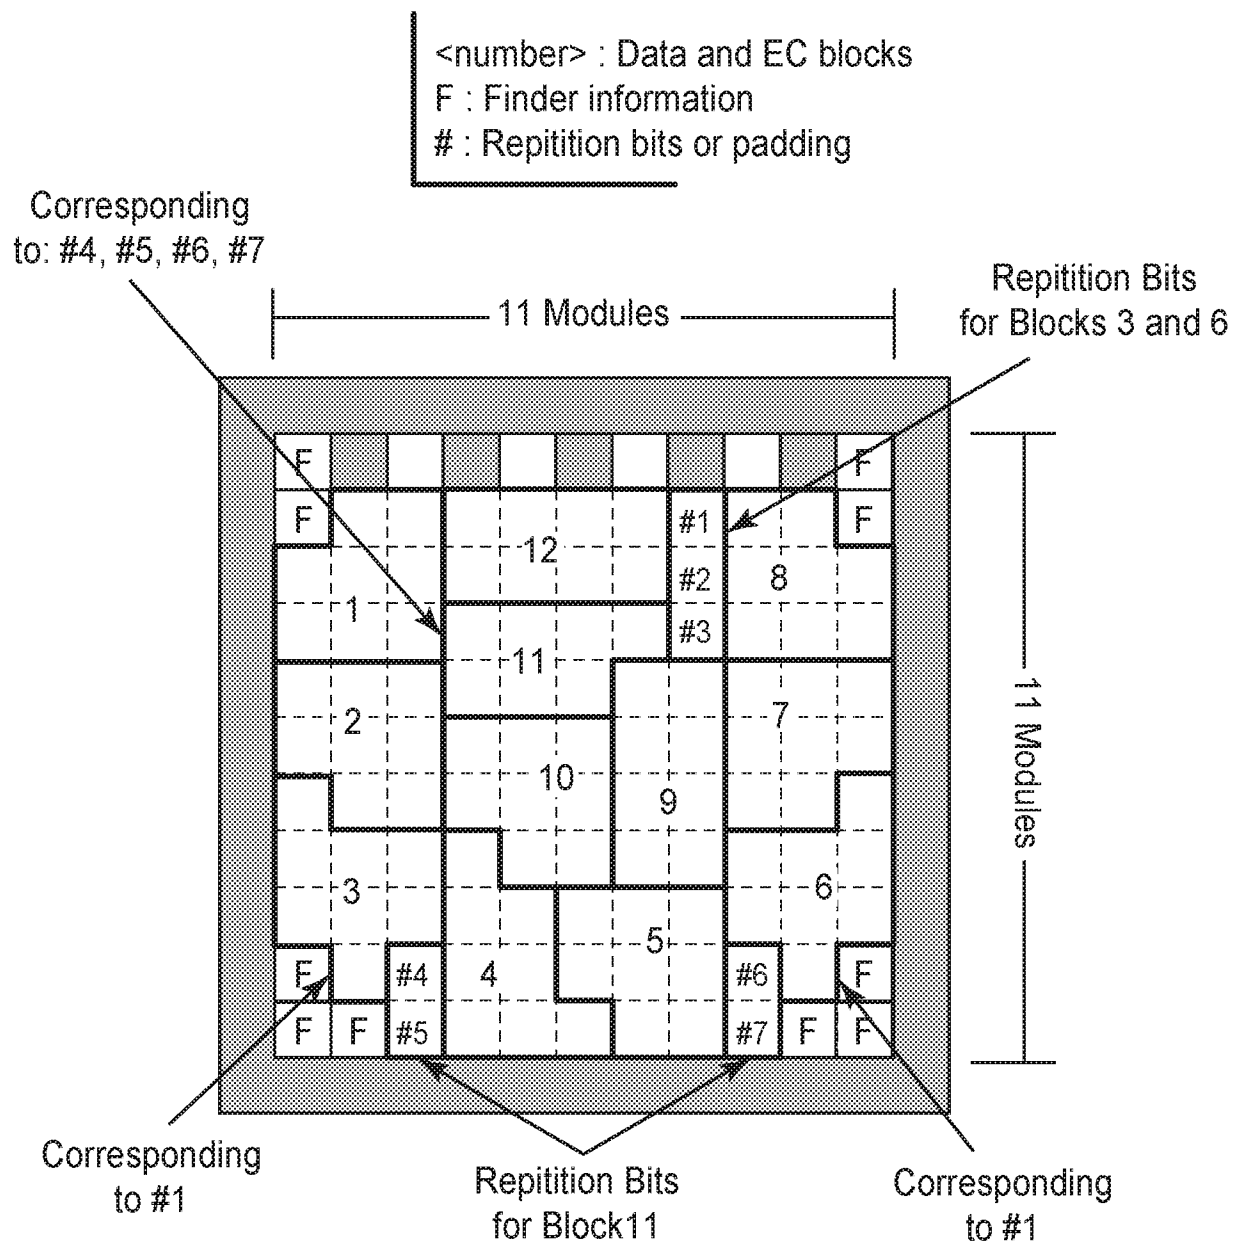 <number> : Data and EC blocks
F : Finder information
# : Repitition bits or padding
Corresponding
to: #4, #5, #6, #7
11 Modules
Repitition Bits
for Blocks 3 and 6
F
F
F
#1
F
12
#2
8
1
#3
11
2
7
10
9
3
6
5
F
#4
4
#6
F
F
F
#5
#7
F
F
11 Modules
Corresponding
to #1
Repitition Bits
for Block11
Corresponding
to #1